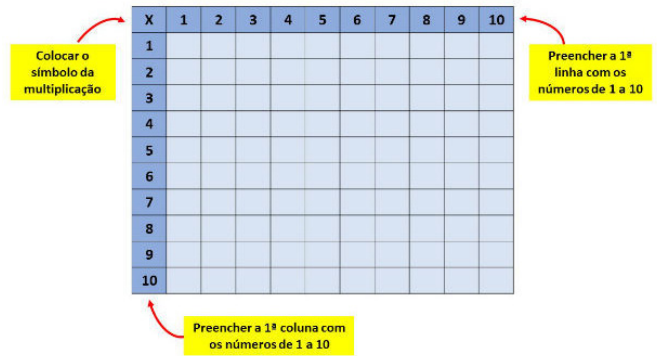 X 1 2 3 4 5 6 7 8 9 10
1
2
3
4
5
6
7
8
9
10
Colocar o
símbolo da
multiplicação
Preencher a 1ª
linha com os
números de 1 a 10
Preencher a 1ª coluna com
os números de 1 a 10